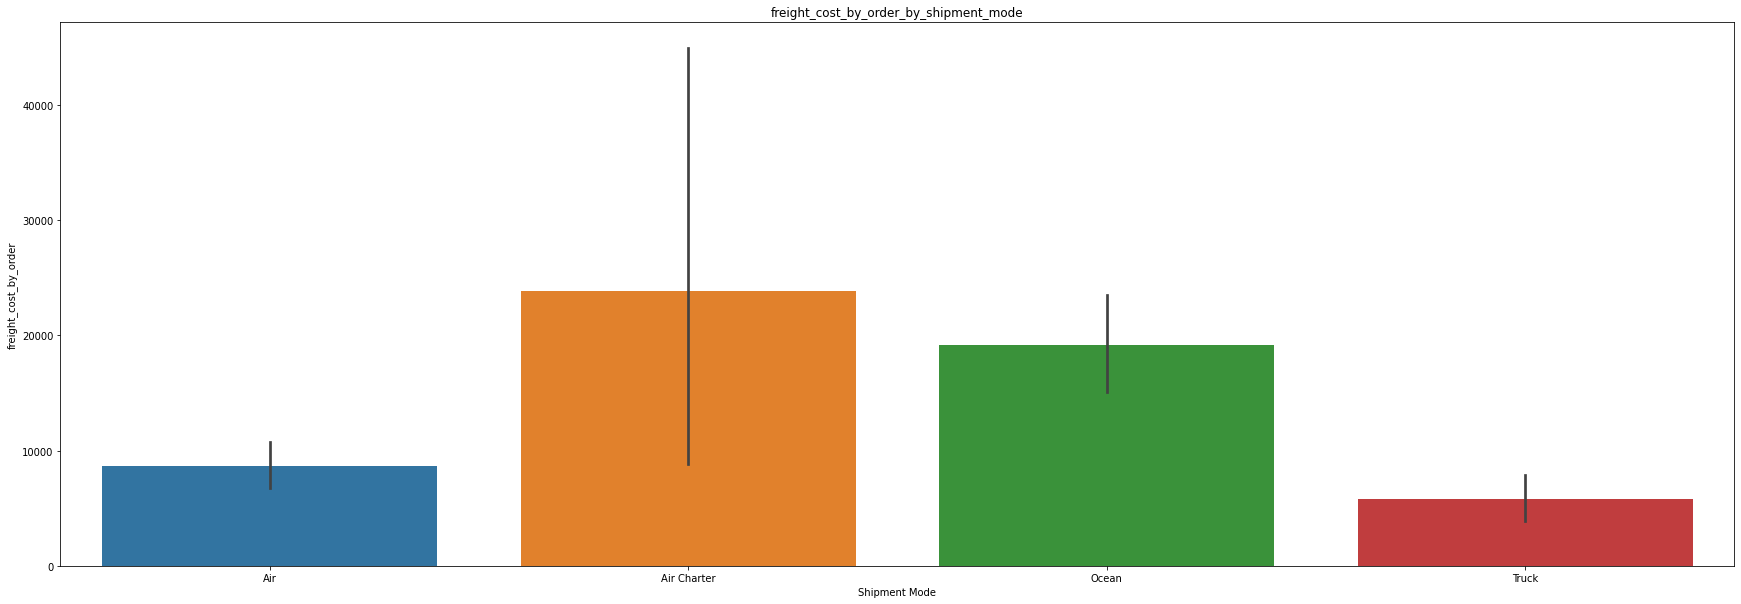 freight_cost_by_order_by_shipment_mode
freight_cost_by_order
40000
30000
20000
10000
0
Air
Air Charter
Ocean
Truck
Shipment Mode